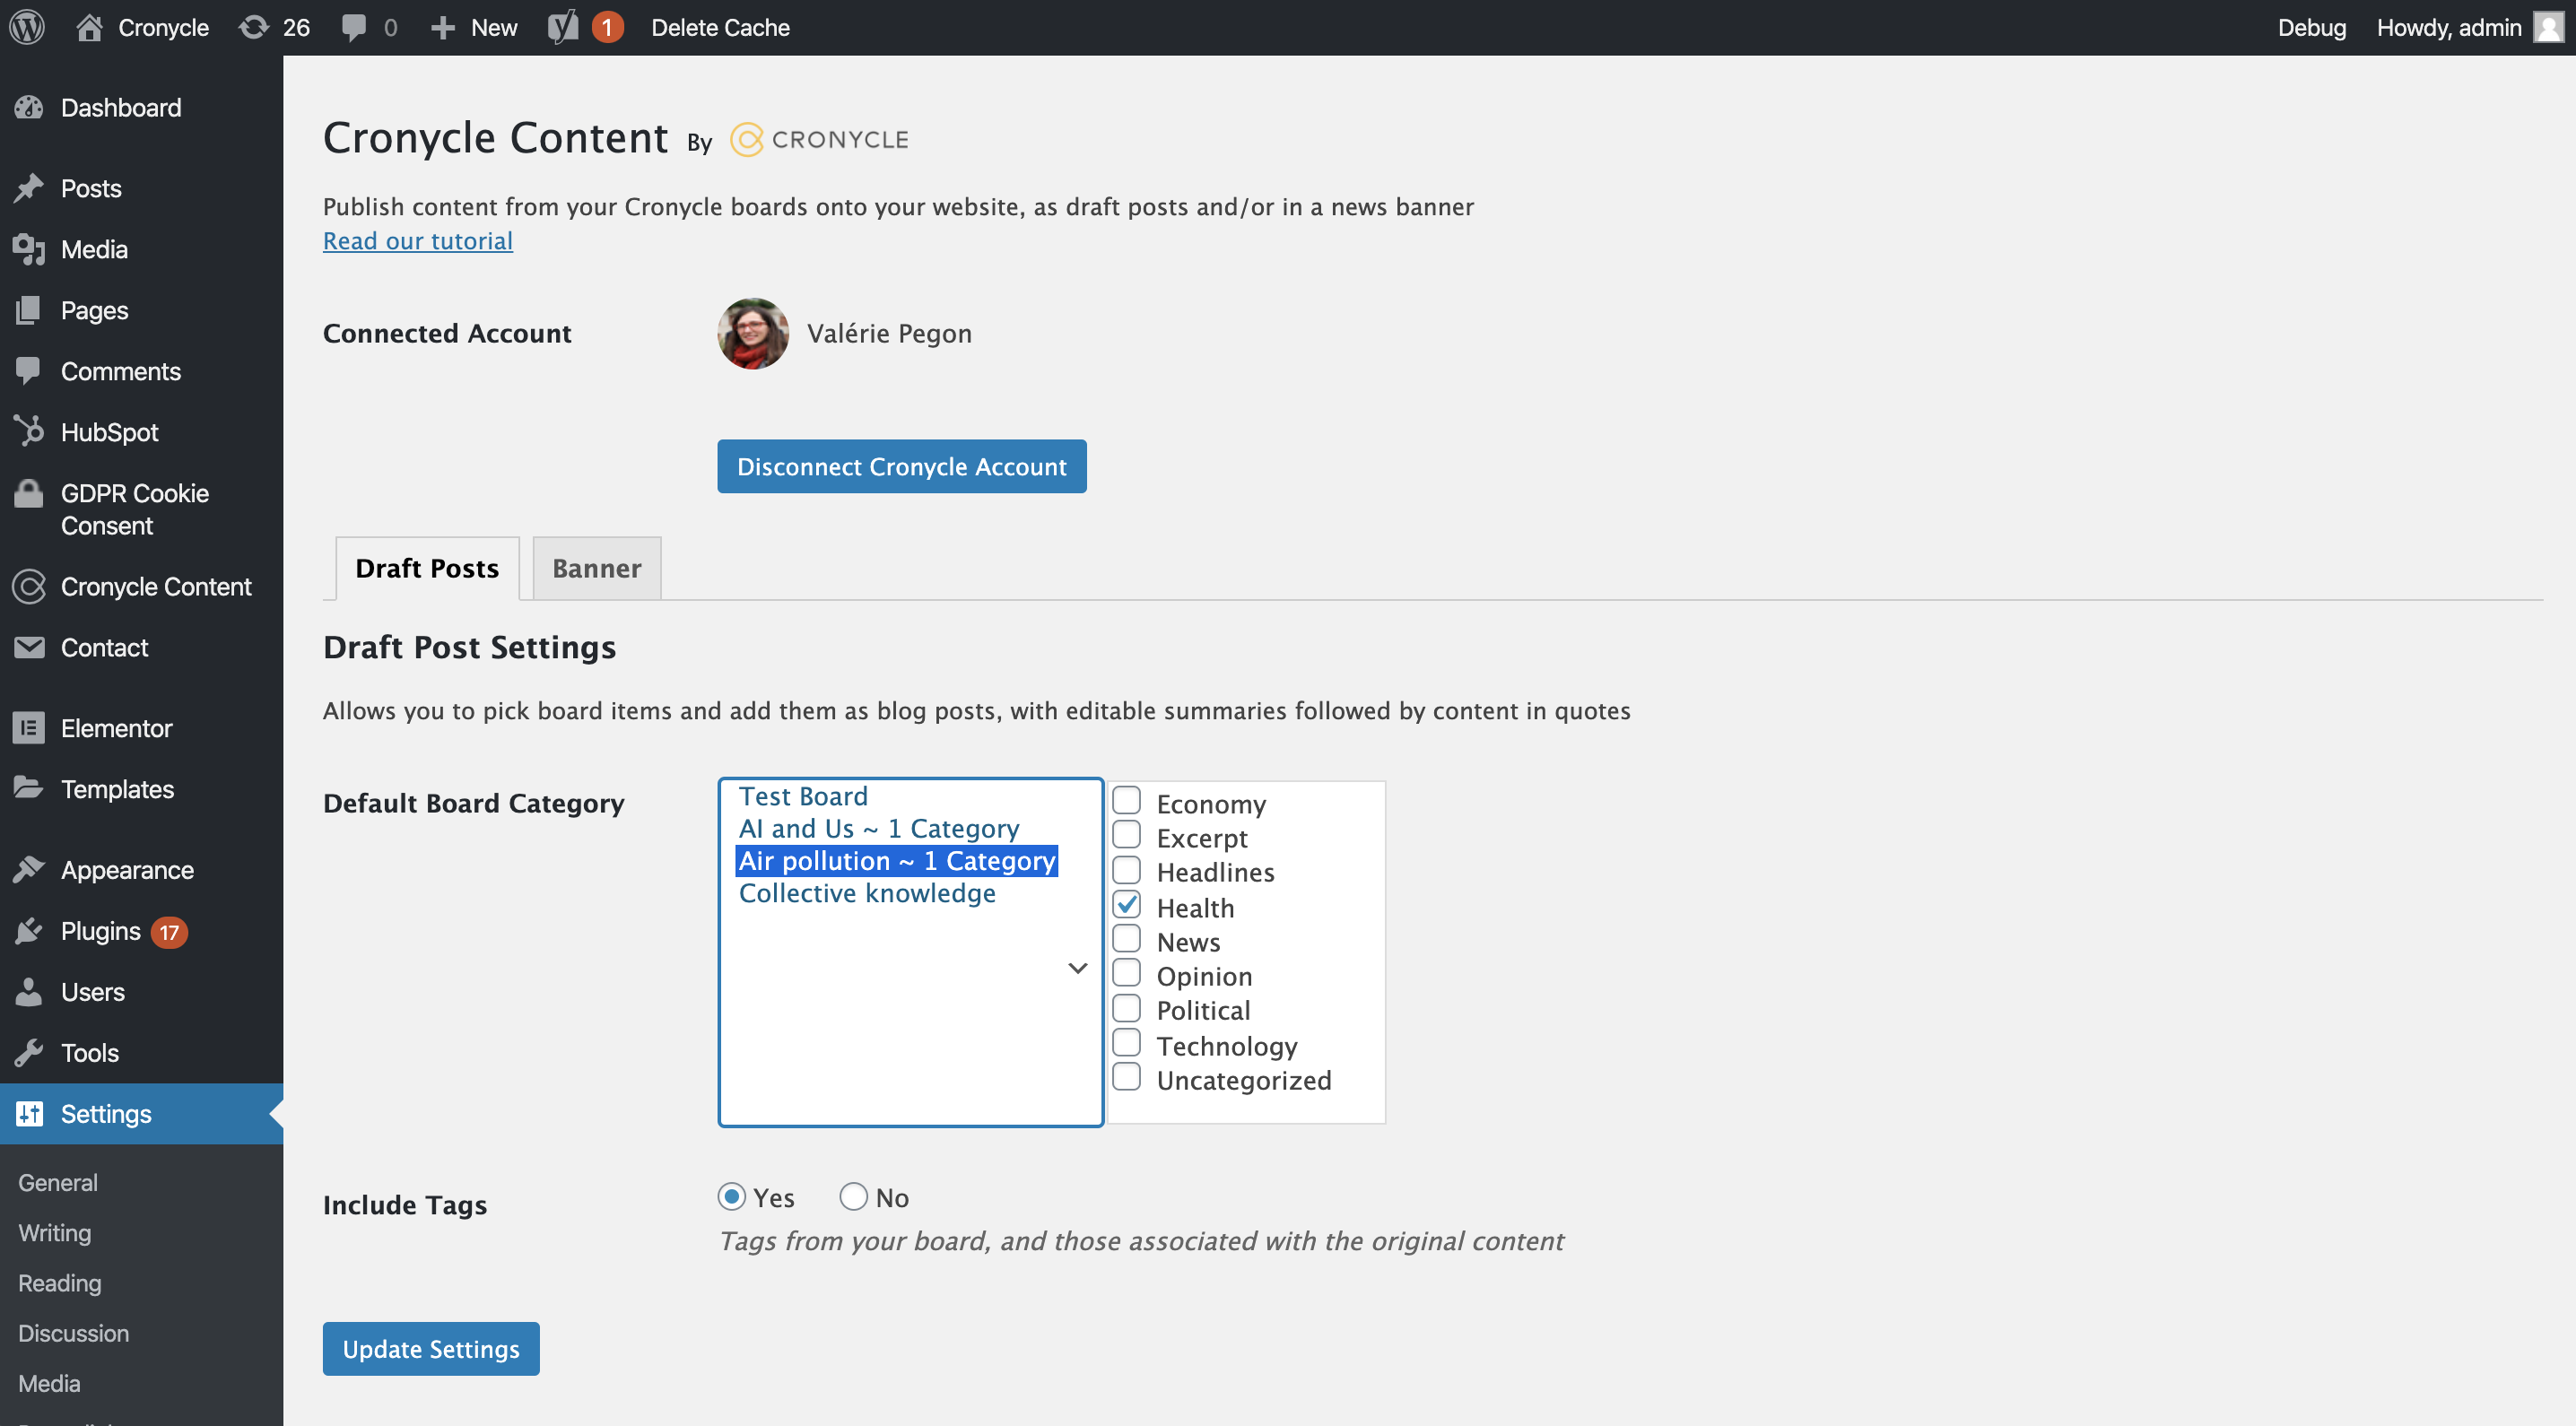 Cronycle 26 0 New 1 Delete Cache Debug Howdy, admin
Dashboard
Posts
Media
Pages
Comments
HubSpot
GDPR Cookie
Consent
Cronycle Content
Contact
Elementor
Templates
Appearance
Plugins 17
Users
Tools
Settings
General
Writing
Reading
Discussion
Media
Cronycle Content By CRONYCLE
Publish content from your Cronycle boards onto your website, as draft posts and/or in a news banner
Read our tutorial
Connected Account Valérie Pegon
Disconnect Cronycle Account
Draft Posts Banner
Draft Post Settings
Allows you to pick board items and add them as blog posts, with editable summaries followed by content in quotes
Default Board Category
Test Board
AI and Us ~ 1 Category
Air pollution ~ 1 Category
Collective knowledge
Economy
Excerpt
Headlines
Health
News
Opinion
Political
Technology
Uncategorized
Include Tags Yes No
Tags from your board, and those associated with the original content
Update Settings